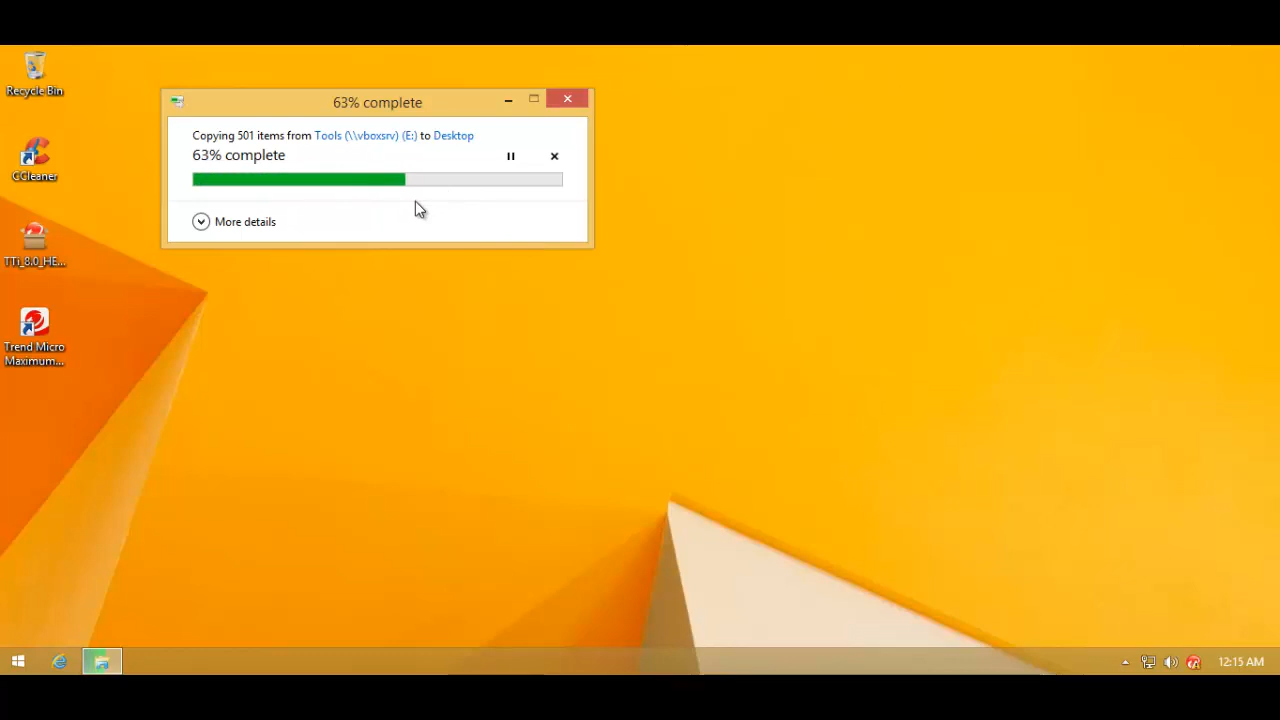 Recycle Bin
CCleaner
TTi_8.0_HE...
Trend Micro
Maximum...
63% complete
Copying 501 items from Tools (\\vboxsrv) (E:) to Desktop
63% complete
More details
12:15 AM